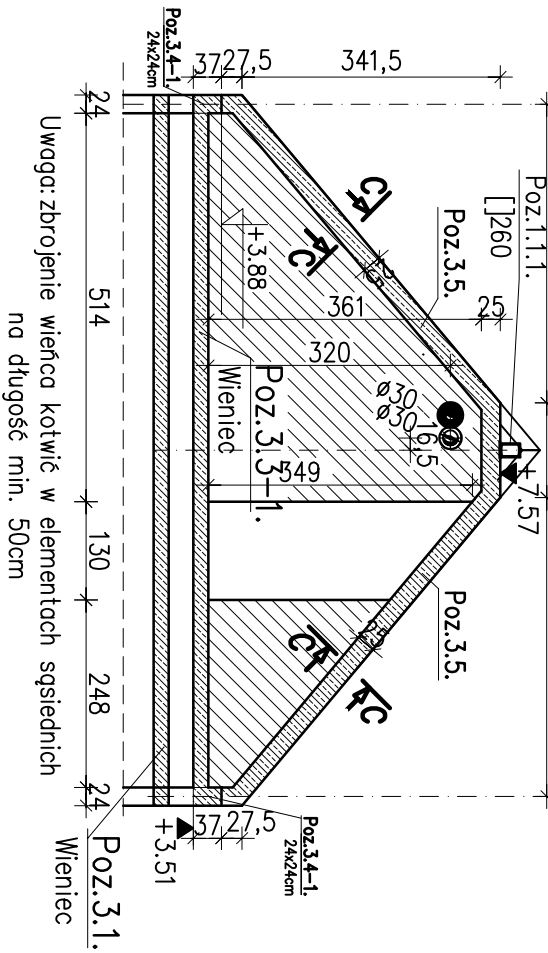 Poz.3.4-1.
24x24cm
37
27,5
341,5
Poz.1.1.1.
[]260
Poz.3.5.
25
C
C
25
+3.88
361
320
Ø30
Ø30
16,5
349
+7.57
Poz.3.3-1.
Wieniec
Poz.3.5.
25
C
C
24
514
130
248
24
37
27,5
Poz.3.4-1.
24x24cm
+3.51
Poz.3.1.
Wieniec
Uwaga: zbrojenie wieńca kotwić w elementach sąsiednich
na długość min. 50cm